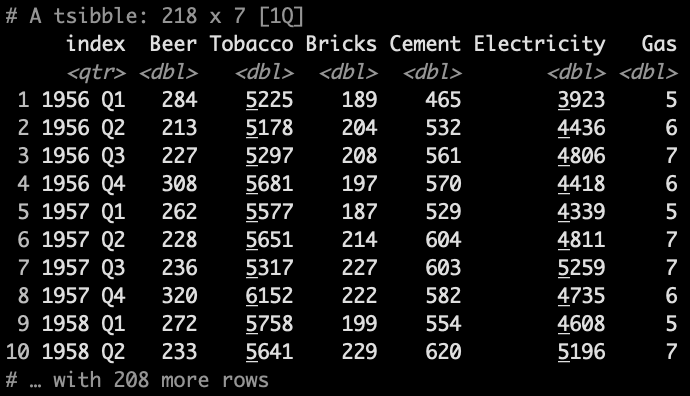 # A tsibble: 218 x 7 [1Q]
index Beer Tobacco Bricks Cement Electricity Gas
<qtr> <dbl> <dbl> <dbl> <dbl> <dbl> <dbl>
1 1956 Q1 284 5225 189 465 3923 5
2 1956 Q2 213 5178 204 532 4436 6
3 1956 Q3 227 5297 208 561 4806 7
4 1956 Q4 308 5681 197 570 4418 6
5 1957 Q1 262 5577 187 529 4339 5
6 1957 Q2 228 5651 214 604 4811 7
7 1957 Q3 236 5317 227 603 5259 7
8 1957 Q4 320 6152 222 582 4735 6
9 1958 Q1 272 5758 199 554 4608 5
10 1958 Q2 233 5641 229 620 5196 7
# … with 208 more rows